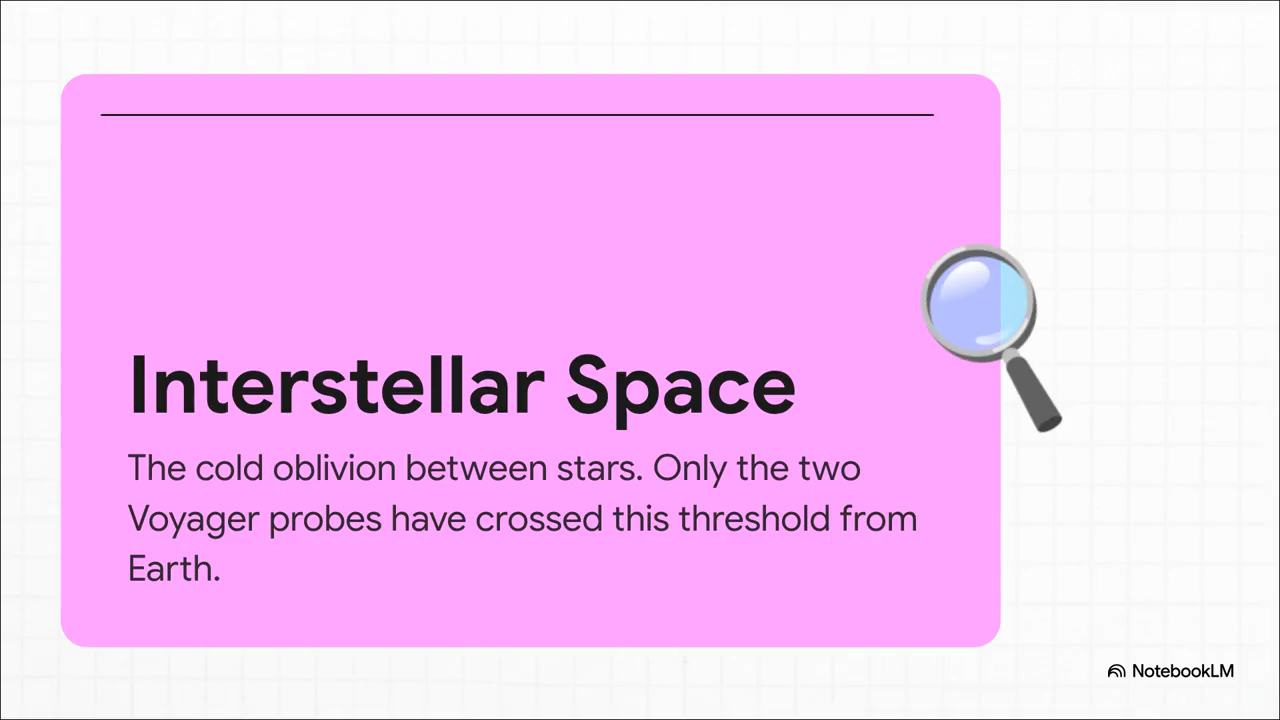 Interstellar Space
The cold oblivion between stars. Only the two
Voyager probes have crossed this threshold from
Earth.
NotebookLM